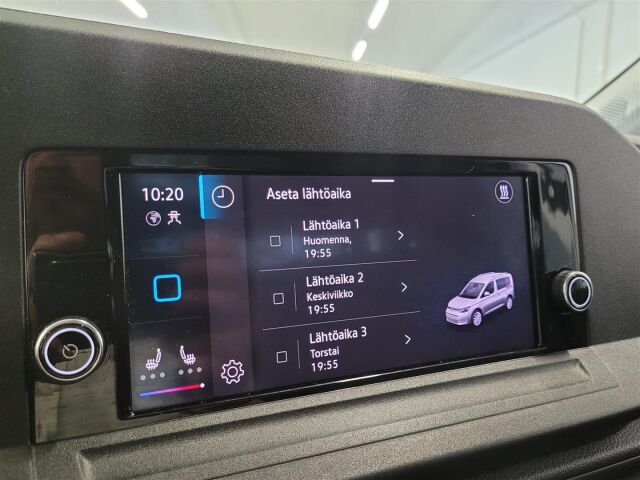 10:20
Aseta lähtöaika
Lähtöaika 1
Huomenna,
19:55
Lähtöaika 2
Keskiviikko
19:55
Lähtöaika 3
Torstai
19:55